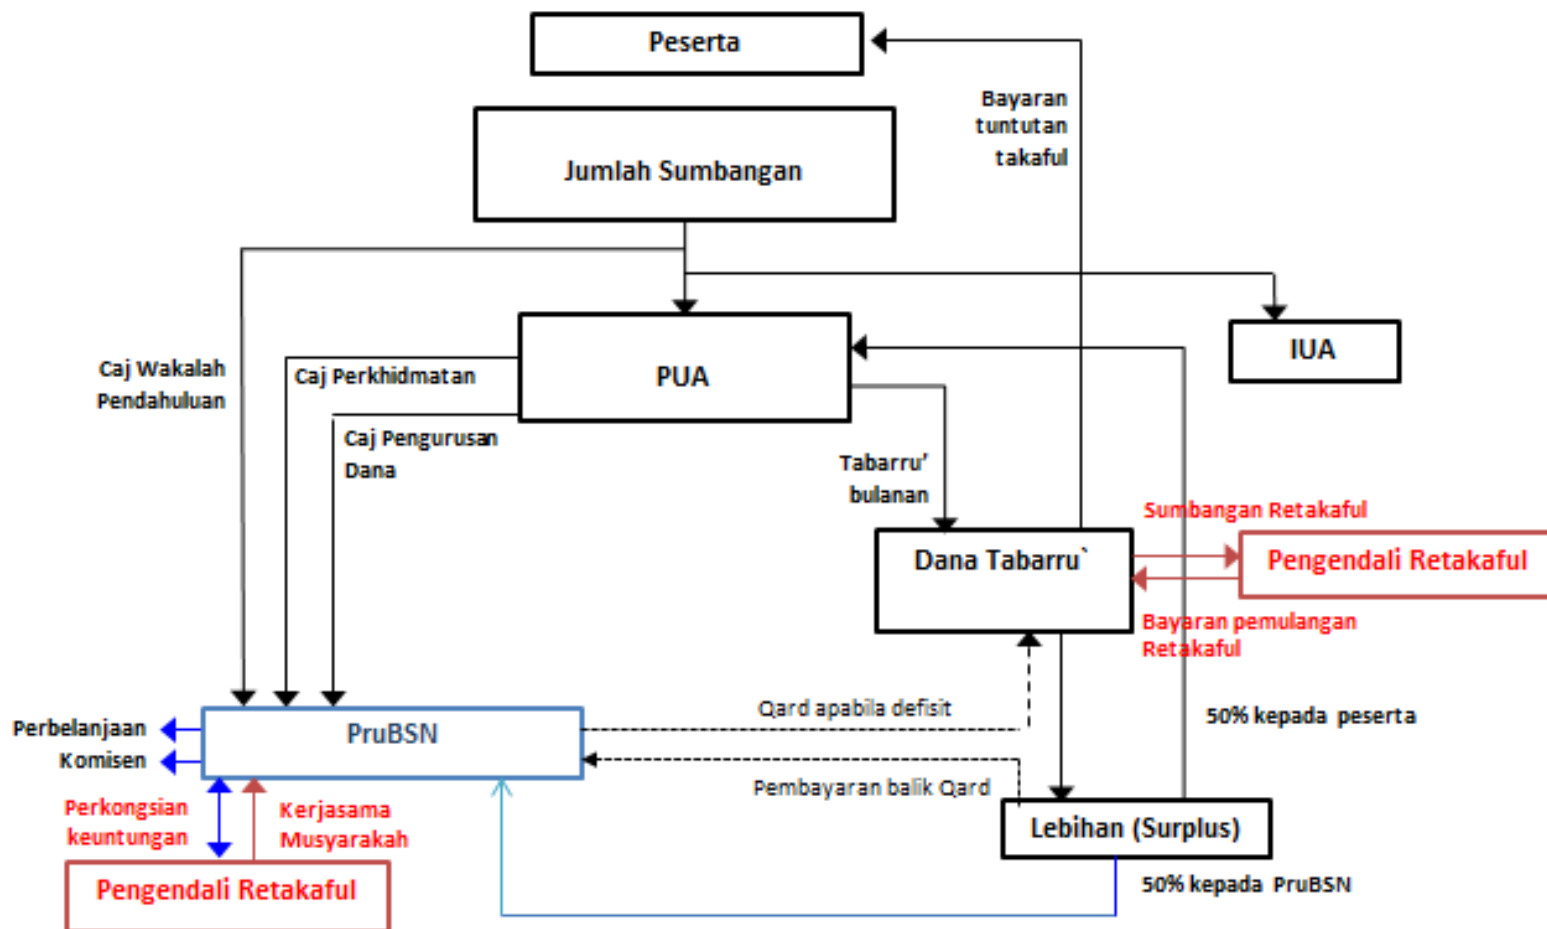 Peserta
Bayaran
tuntutan
takaful
Jumlah Sumbangan
IUA
PUA
Caj Wakalah
Pendahuluan
Caj Perkhidmatan
Caj Pengurusan
Dana
Tabarru’
bulanan
Sumbangan Retakaful
Dana Tabarru`
Pengendali Retakaful
Bayaran pemulangan
Retakaful
Qard apabila defisit
50% kepada peserta
Perbelanjaan
PruBSN
Komisen
Pembayaran balik Qard
Perkongsian
keuntungan
Kerjasama
Musyarakah
Lebihan (Surplus)
Pengendali Retakaful
50% kepada PruBSN